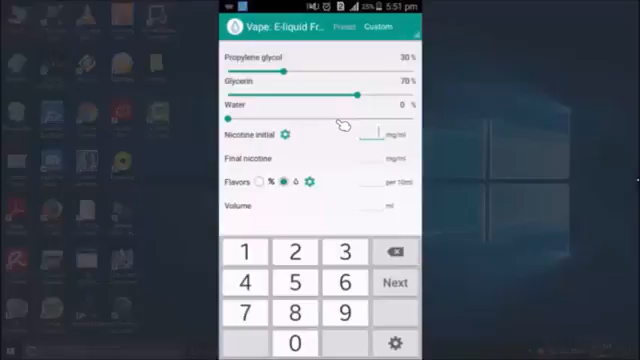 23% 5:51 pm
Vape: E-liquid Fr... Preset Custom
Propylene glycol 30 %
Glycerin 70 %
Water 0 %
Nicotine initial mg/ml
Final nicotine mg/ml
Flavors % per 10ml
Volume ml
1 2 3
4 5 6 Next
7 8 9
0